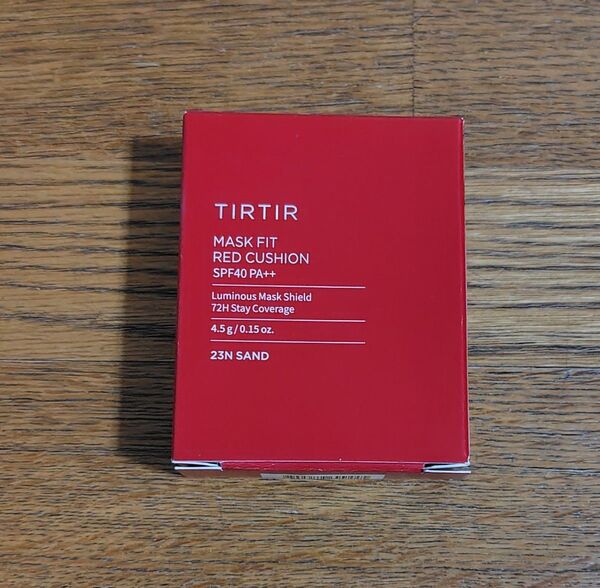 TIRTIR
MASK FIT
RED CUSHION
SPF40 PA++
Luminous Mask Shield
72H Stay Coverage
4.5 g / 0.15 oz.
23N SAND